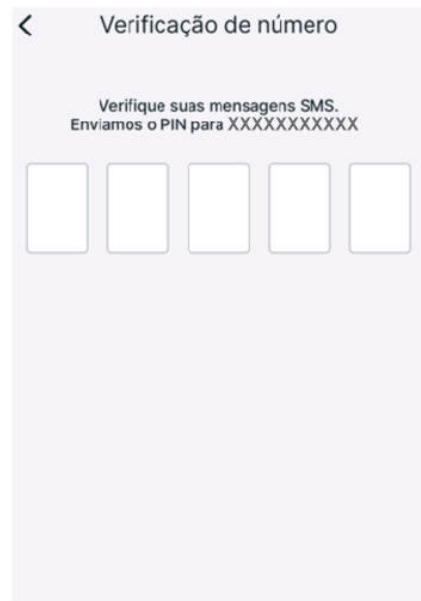 Verificação de número
Verifique suas mensagens SMS.
Enviamos o PIN para XXXXXXXXXXX